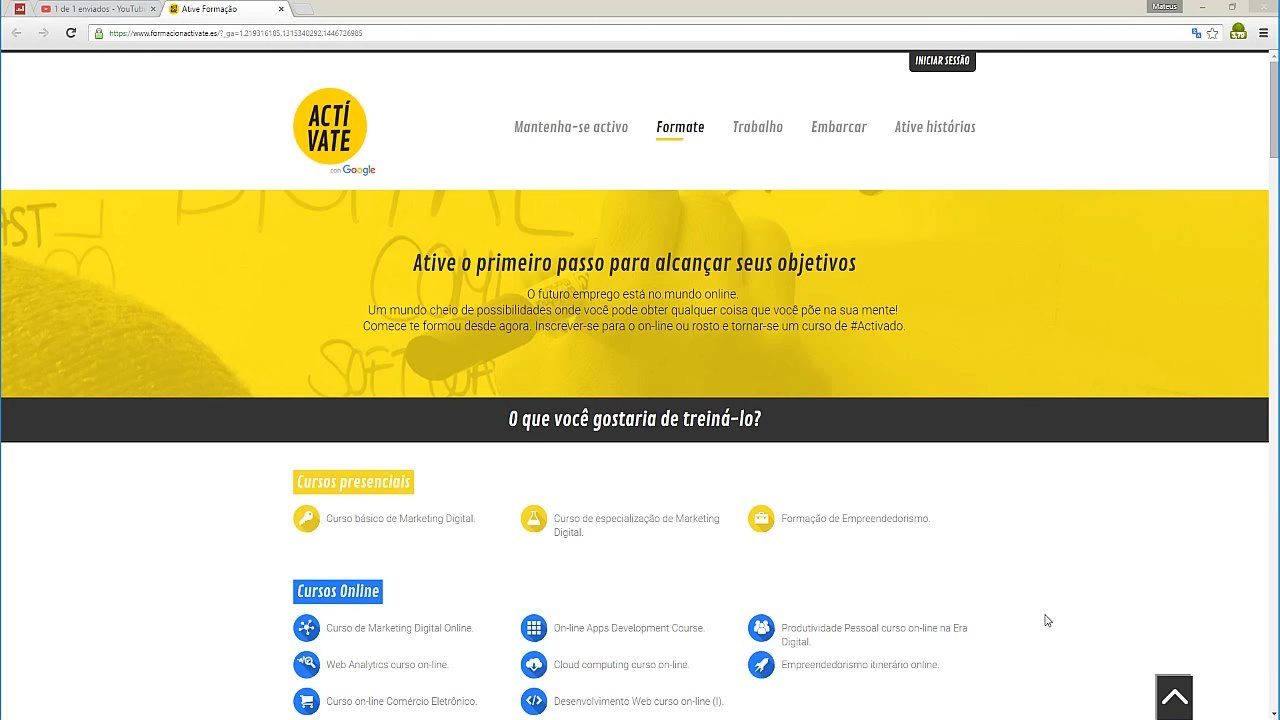 1 de 1 enviados - YouTub
Ative Formação
Mateus
https://www.formacionactivate.es/?_ga=1.219316185.1315340292.1446726985
INICIAR SESSÃO
ACTÍ
VATE
con Google
Mantenha-se activo
Formate
Trabalho
Embarcar
Ative histórias
DIGITAL
Ative o primeiro passo para alcançar seus objetivos
O futuro emprego está no mundo online.
Um mundo cheio de possibilidades onde você pode obter qualquer coisa que você põe na sua mente!
Comece te formou desde agora. Inscrever-se para o on-line ou rosto e tornar-se um curso de #Activado.
O que você gostaria de treiná-lo?
Cursos presenciais
Curso básico de Marketing Digital.
Curso de especialização de Marketing
Digital.
Formação de Empreendedorismo.
Cursos Online
Curso de Marketing Digital Online.
On-line Apps Development Course.
Produtividade Pessoal curso on-line na Era
Digital.
Web Analytics curso on-line.
Cloud computing curso on-line.
Empreendedorismo itinerário online.
Curso on-line Comércio Eletrônico.
Desenvolvimento Web curso on-line (I).